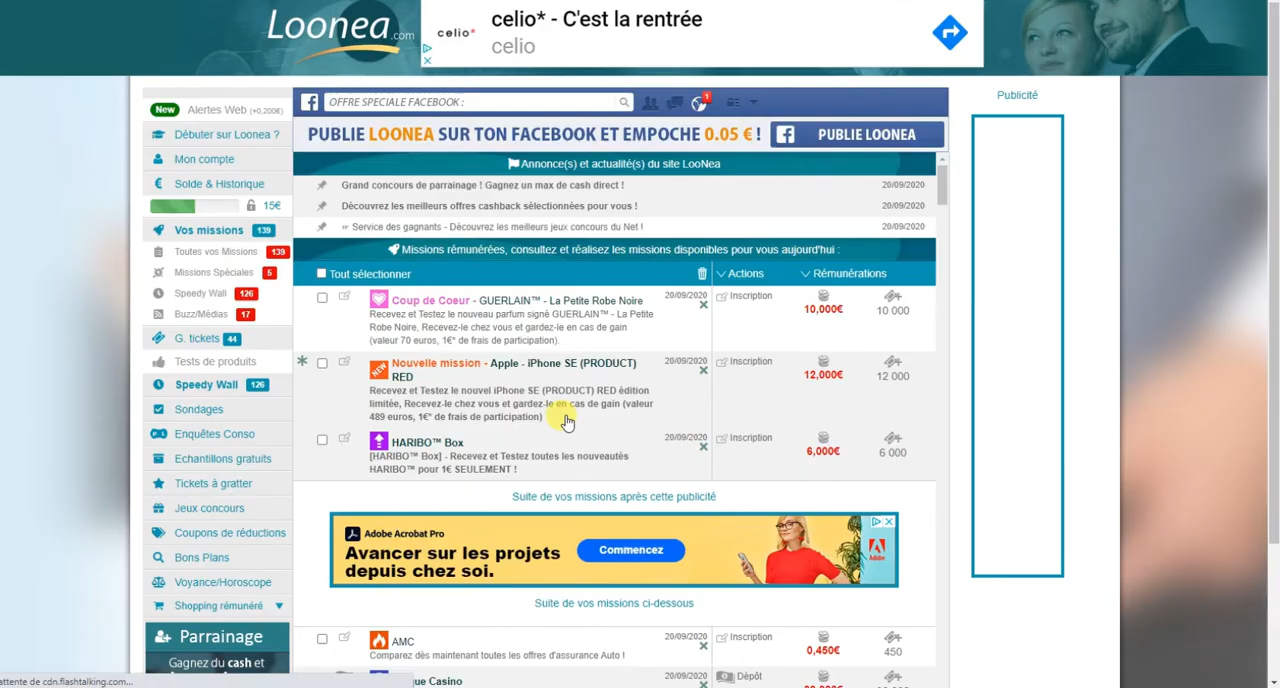 Loonea.com
celio* - C'est la rentrée
celio*
celio
New Alertes Web (+0,200€)
Débuter sur Loonea ?
Mon compte
Solde & Historique
15€
Vos missions 139
Toutes vos Missions 139
Missions Spéciales 5
Speedy Wall 126
Buzz/Médias 17
G. tickets 44
Tests de produits
Speedy Wall 126
Sondages
Enquêtes Conso
Echantillons gratuits
Tickets à gratter
Jeux concours
Coupons de réductions
Bons Plans
Voyance/Horoscope
Shopping rémunéré
Parrainage
Gagnez du cash et
OFFRE SPECIALE FACEBOOK :
1
PUBLIE LOONEA SUR TON FACEBOOK ET EMPOCHE 0.05 € !
PUBLIE LOONEA
Annonce(s) et actualité(s) du site LooNea
Grand concours de parrainage ! Gagnez un max de cash direct ! 20/09/2020
Découvrez les meilleurs offres cashback sélectionnées pour vous ! 20/09/2020
Service des gagnants - Découvrez les meilleurs jeux concours du Net ! 20/09/2020
Missions rémunérées, consultez et réalisez les missions disponibles pour vous aujourd'hui :
Tout sélectionner Actions Rémunérations
Coup de Coeur - GUERLAIN™ - La Petite Robe Noire 20/09/2020 Inscription
Recevez et Testez le nouveau parfum signé GUERLAIN™ - La
Petite Robe Noire, Recevez-le chez vous et gardez-le en cas de gain
(valeur 70 euros, 1€* de frais de participation).
10,000€ 10 000
Nouvelle mission - Apple - iPhone SE (PRODUCT)
RED
20/09/2020 Inscription
Recevez et Testez le nouvel iPhone SE (PRODUCT) RED édition
limitée, Recevez-le chez vous et gardez-le en cas de gain (valeur
489 euros, 1€* de frais de participation)
12,000€ 12 000
HARIBO™ Box 20/09/2020 Inscription
[HARIBO™ Box] - Recevez et Testez toutes les nouveautés
HARIBO™ pour 1€ SEULEMENT !
6,000€ 6 000
Suite de vos missions après cette publicité
Adobe Acrobat Pro
Avancer sur les projets
depuis chez soi.
Commencez
Adobe
Suite de vos missions ci-dessous
AMC 20/09/2020 Inscription
Comparez dès maintenant toutes les offres d'assurance Auto !
0,450€ 450
Casino 20/09/2020 Dépôt
Publicité
attente de cdn.flashtalking.com...